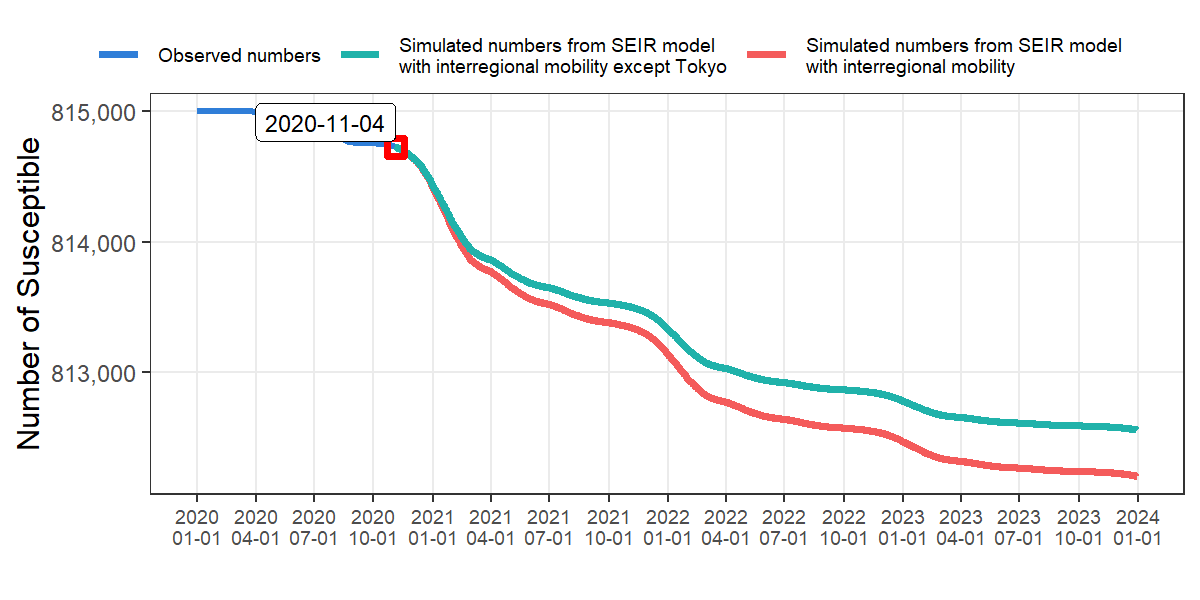 Observed numbers
Simulated numbers from SEIR model
with interregional mobility except Tokyo
Simulated numbers from SEIR model
with interregional mobility
815,000
814,000
813,000
Number of Susceptible
2020-11-04
2020 2020 2020 2020 2021 2021 2021 2021 2022 2022 2022 2022 2023 2023 2023 2023 2024
01-01 04-01 07-01 10-01 01-01 04-01 07-01 10-01 01-01 04-01 07-01 10-01 01-01 04-01 07-01 10-01 01-01